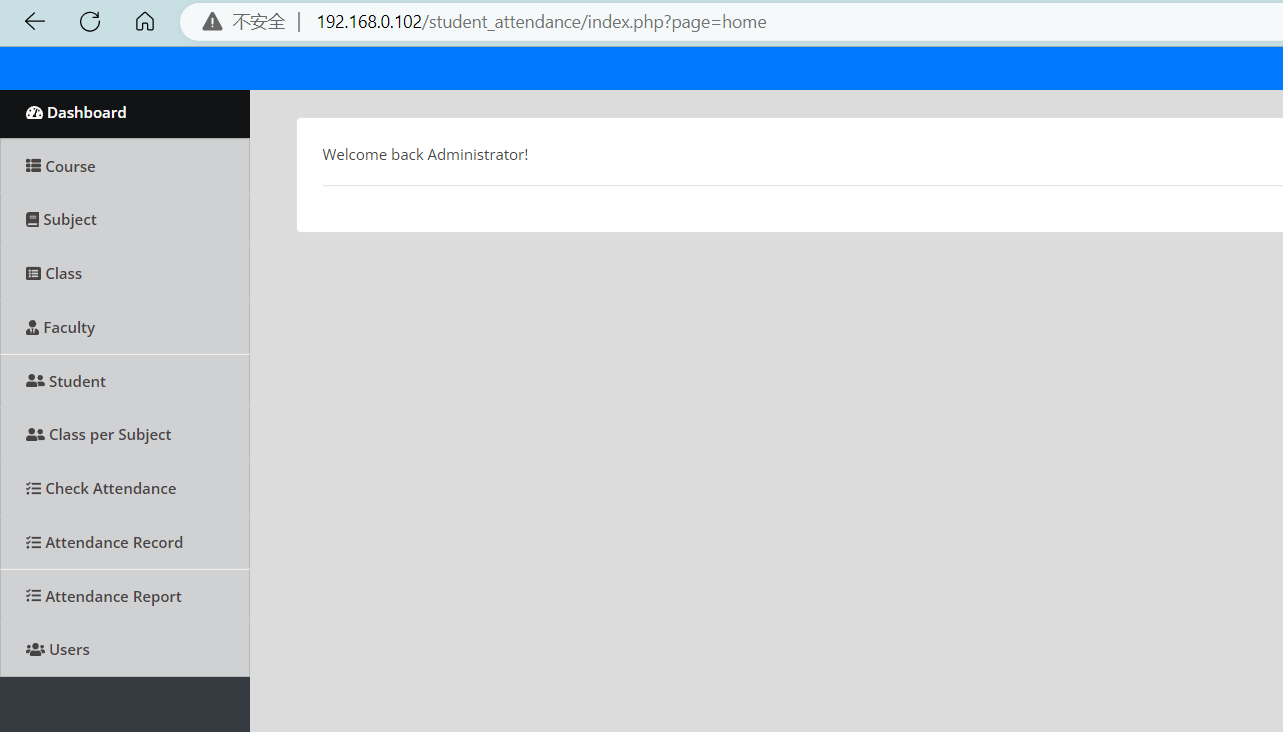 不安全 | 192.168.0.102/student_attendance/index.php?page=home
Dashboard
Course
Subject
Class
Faculty
Student
Class per Subject
Check Attendance
Attendance Record
Attendance Report
Users
Welcome back Administrator!